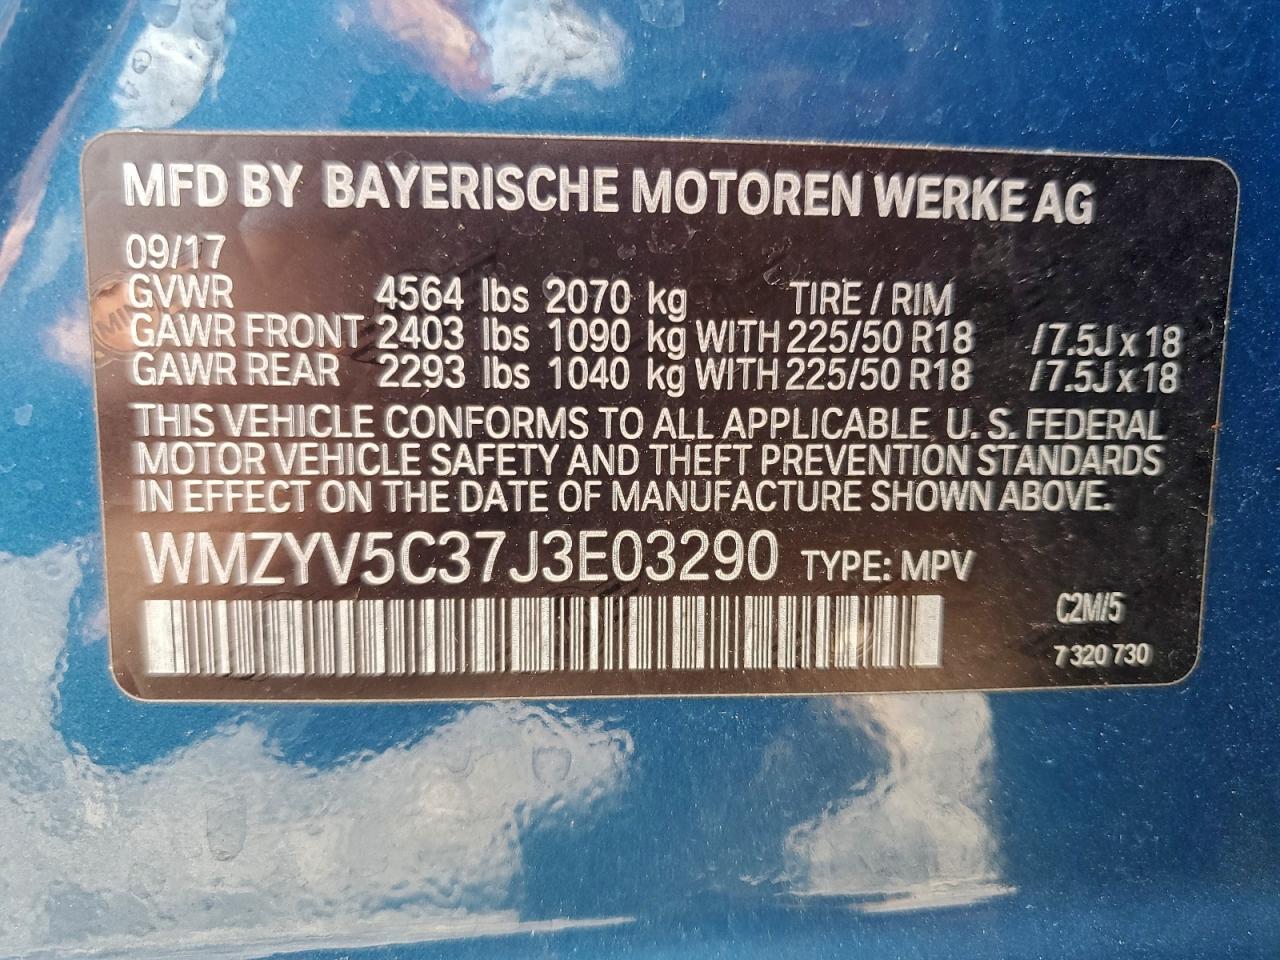 MFD BY BAYERISCHE MOTOREN WERKE AG
09/17
GVWR 4564 lbs 2070 kg TIRE / RIM
GAWR FRONT 2403 lbs 1090 kg WITH 225/50 R18 /7.5J x 18
GAWR REAR 2293 lbs 1040 kg WITH 225/50 R18 /7.5J x 18
THIS VEHICLE CONFORMS TO ALL APPLICABLE U. S. FEDERAL
MOTOR VEHICLE SAFETY AND THEFT PREVENTION STANDARDS
IN EFFECT ON THE DATE OF MANUFACTURE SHOWN ABOVE.
WMZYV5C37J3E03290 TYPE: MPV
C2M/5
7 320 730